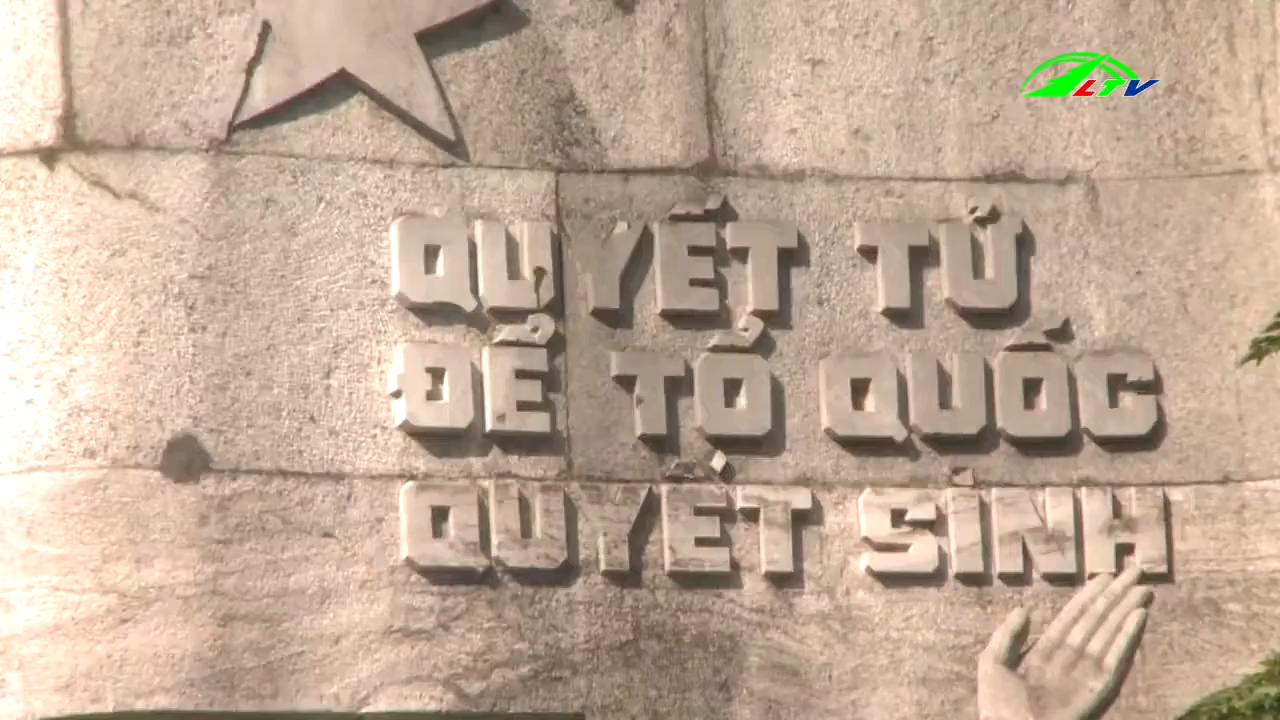 LTV
QUYẾT TỬ
ĐỂ TỔ QUỐC
QUYẾT SINH